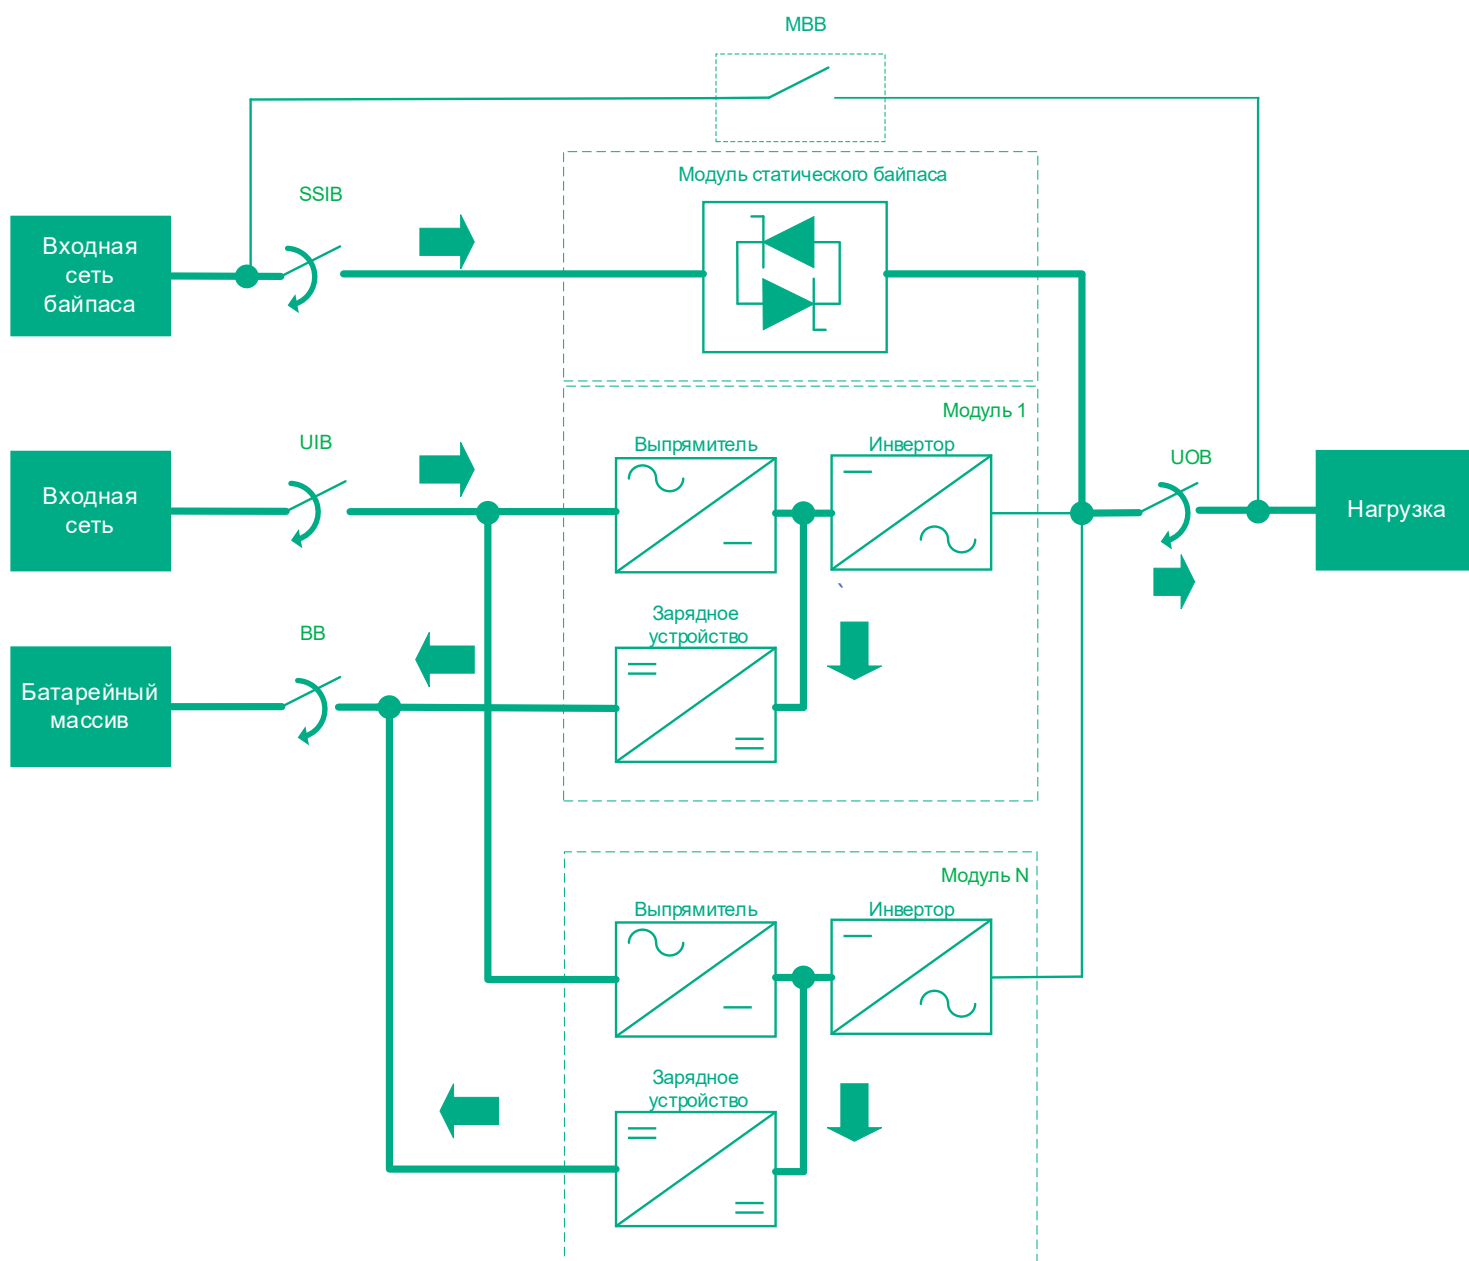 MBB
Модуль статического байпаса
SSIB
Входная
сеть
байпаса
Модуль 1
UIB
Выпрямитель
Инвертор
UOB
Входная
сеть
Нагрузка
`
Зарядное
устройство
BB
Батарейный
массив
Модуль N
Выпрямитель
Инвертор
Зарядное
устройство